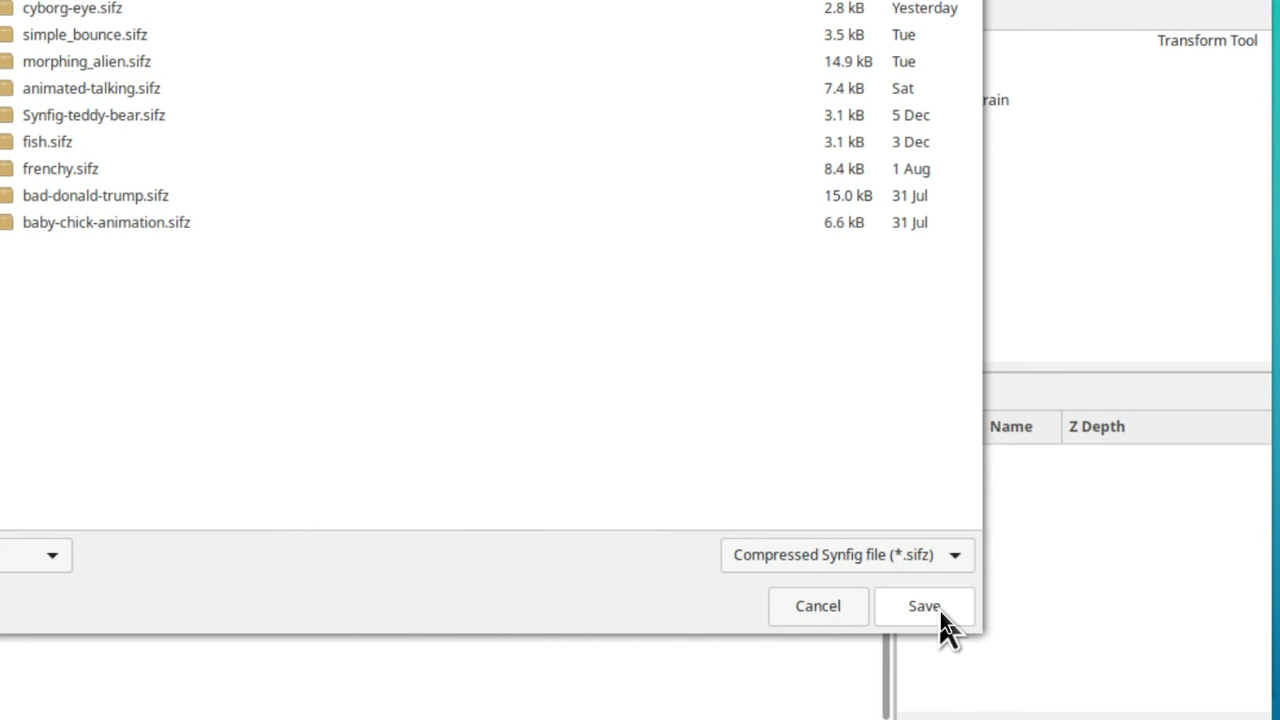 cyborg-eye.sifz 2.8 kB Yesterday
simple_bounce.sifz 3.5 kB Tue
morphing_alien.sifz 14.9 kB Tue
animated-talking.sifz 7.4 kB Sat
Synfig-teddy-bear.sifz 3.1 kB 5 Dec
fish.sifz 3.1 kB 3 Dec
frenchy.sifz 8.4 kB 1 Aug
bad-donald-trump.sifz 15.0 kB 31 Jul
baby-chick-animation.sifz 6.6 kB 31 Jul
Compressed Synfig file (*.sifz)
Cancel Save
Transform Tool
rain
Name Z Depth